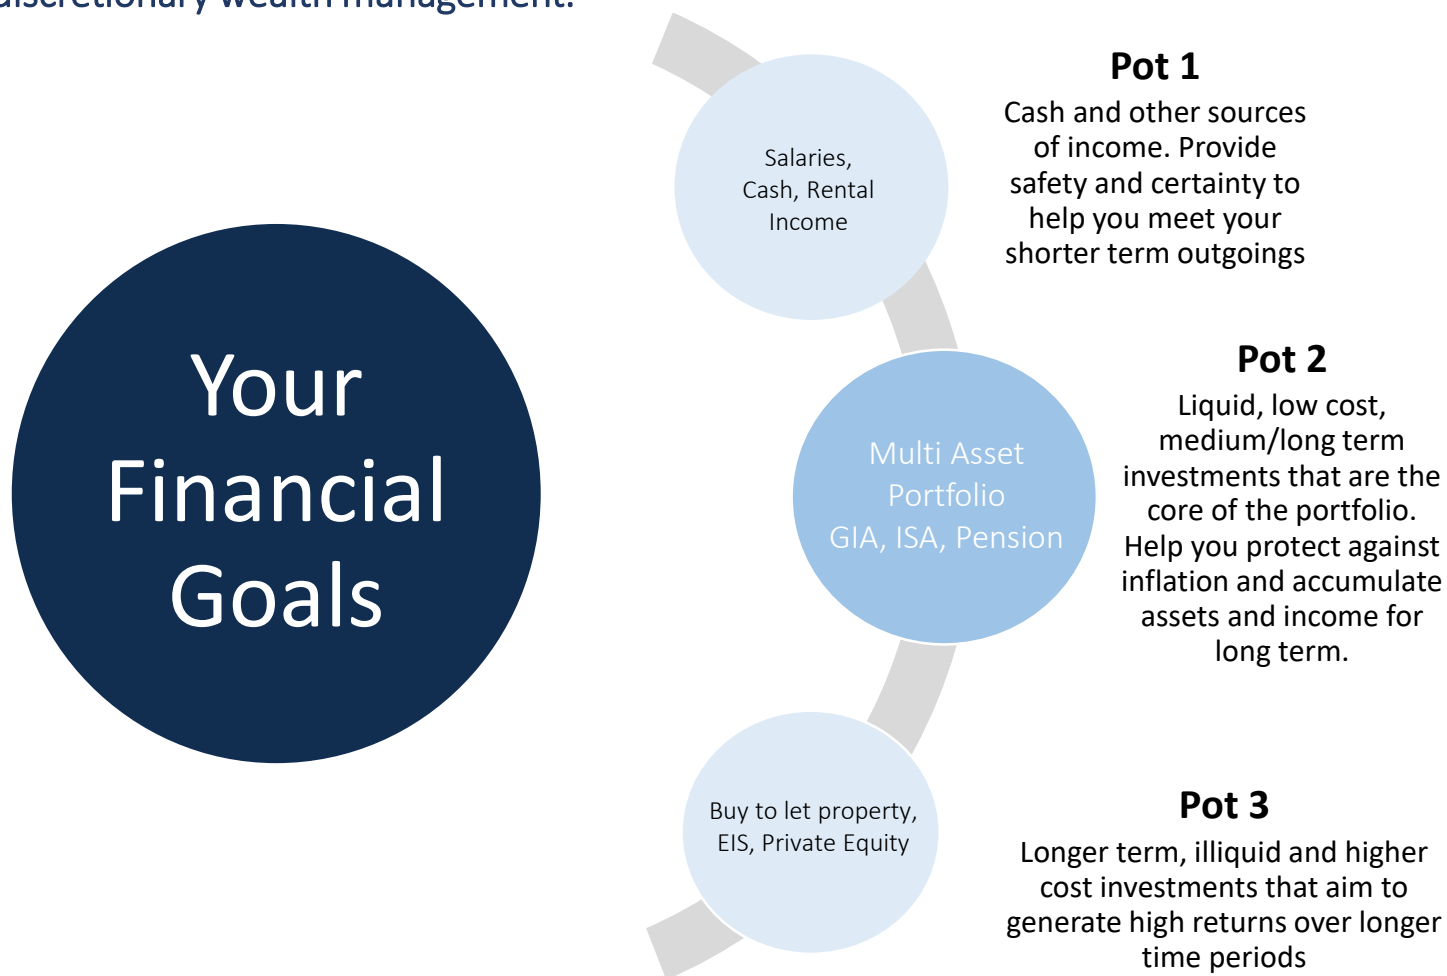 discretionary wealth management.
Your
Financial
Goals
Salaries,
Cash, Rental
Income
Pot 1
Cash and other sources
of income. Provide
safety and certainty to
help you meet your
shorter term outgoings
Multi Asset
Portfolio
GIA, ISA, Pension
Pot 2
Liquid, low cost,
medium/long term
investments that are the
core of the portfolio.
Help you protect against
inflation and accumulate
assets and income for
long term.
Buy to let property,
EIS, Private Equity
Pot 3
Longer term, illiquid and higher
cost investments that aim to
generate high returns over longer
time periods